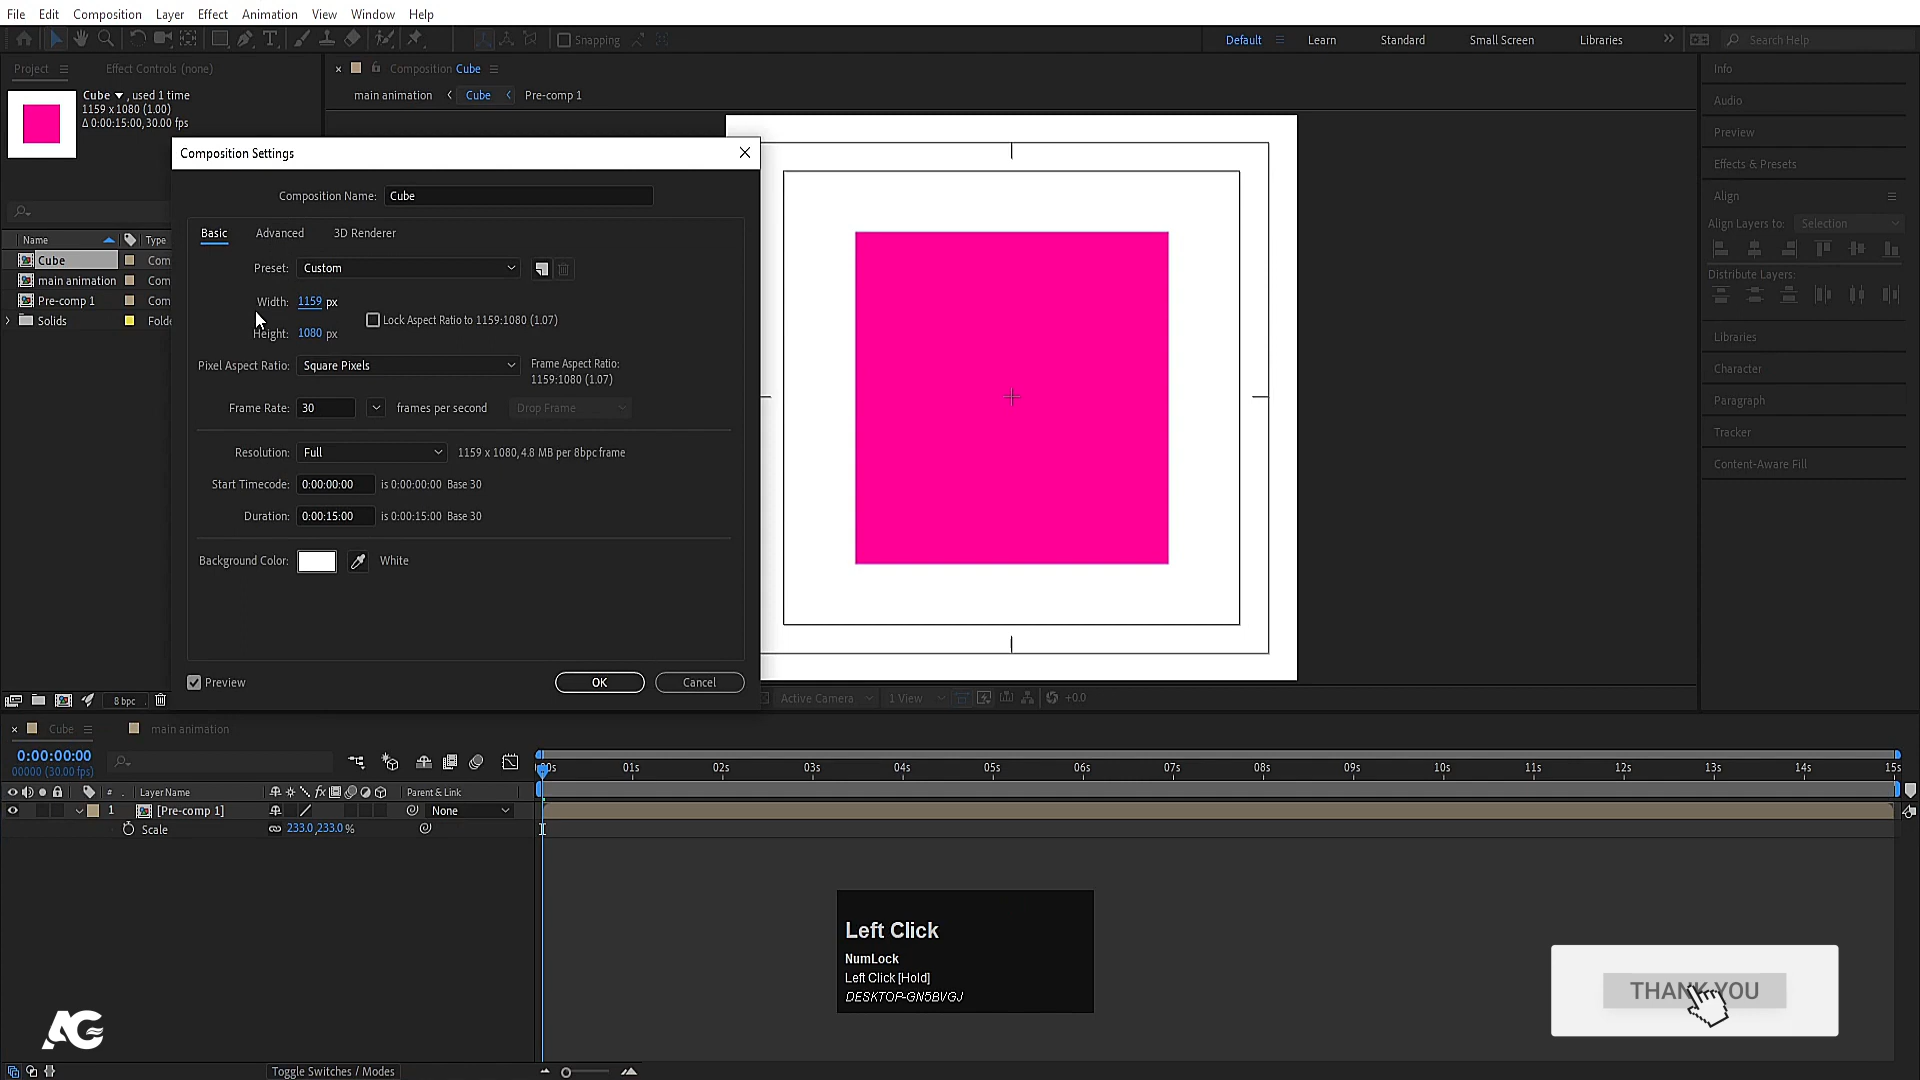 File Edit Composition Layer Effect Animation View Window Help
Snapping Default Learn Standard Small Screen Libraries Search Help
Project Effect Controls (none) Composition Cube Info
Cube , used 1 time
1159 x 1080 (1.00)
Δ 0:00:15:00, 30.00 fps
main animation Cube Pre-comp 1
Audio
Preview
Effects & Presets
Align
Align Layers to: Selection
Distribute Layers:
Libraries
Character
Paragraph
Tracker
Content-Aware Fill
Name Type
Cube Com
main animation Com
Pre-comp 1 Com
Solids Folde
8 bpc
Composition Settings
Composition Name: Cube
Basic Advanced 3D Renderer
Preset: Custom
Width: 1159 px
Lock Aspect Ratio to 1159:1080 (1.07)
Height: 1080 px
Pixel Aspect Ratio: Square Pixels Frame Aspect Ratio:
1159:1080 (1.07)
Frame Rate: 30 frames per second Drop Frame
Resolution: Full 1159 x 1080, 4.8 MB per 8bpc frame
Start Timecode: 0:00:00:00 is 0:00:00:00 Base 30
Duration: 0:00:15:00 is 0:00:15:00 Base 30
Background Color: White
Preview OK Cancel
Active Camera 1 View +0.0
Cube main animation
0:00:00:00
00000 (30.00 fps)
01s 02s 03s 04s 05s 06s 07s 08s 09s 10s 11s 12s 13s 14s 15s
# Layer Name fx Parent & Link
1 [Pre-comp 1] None
Scale 233.0,233.0 %
Left Click
NumLock
Left Click [Hold]
DESKTOP-GN5BVGJ
THANK YOU
AG
Toggle Switches / Modes